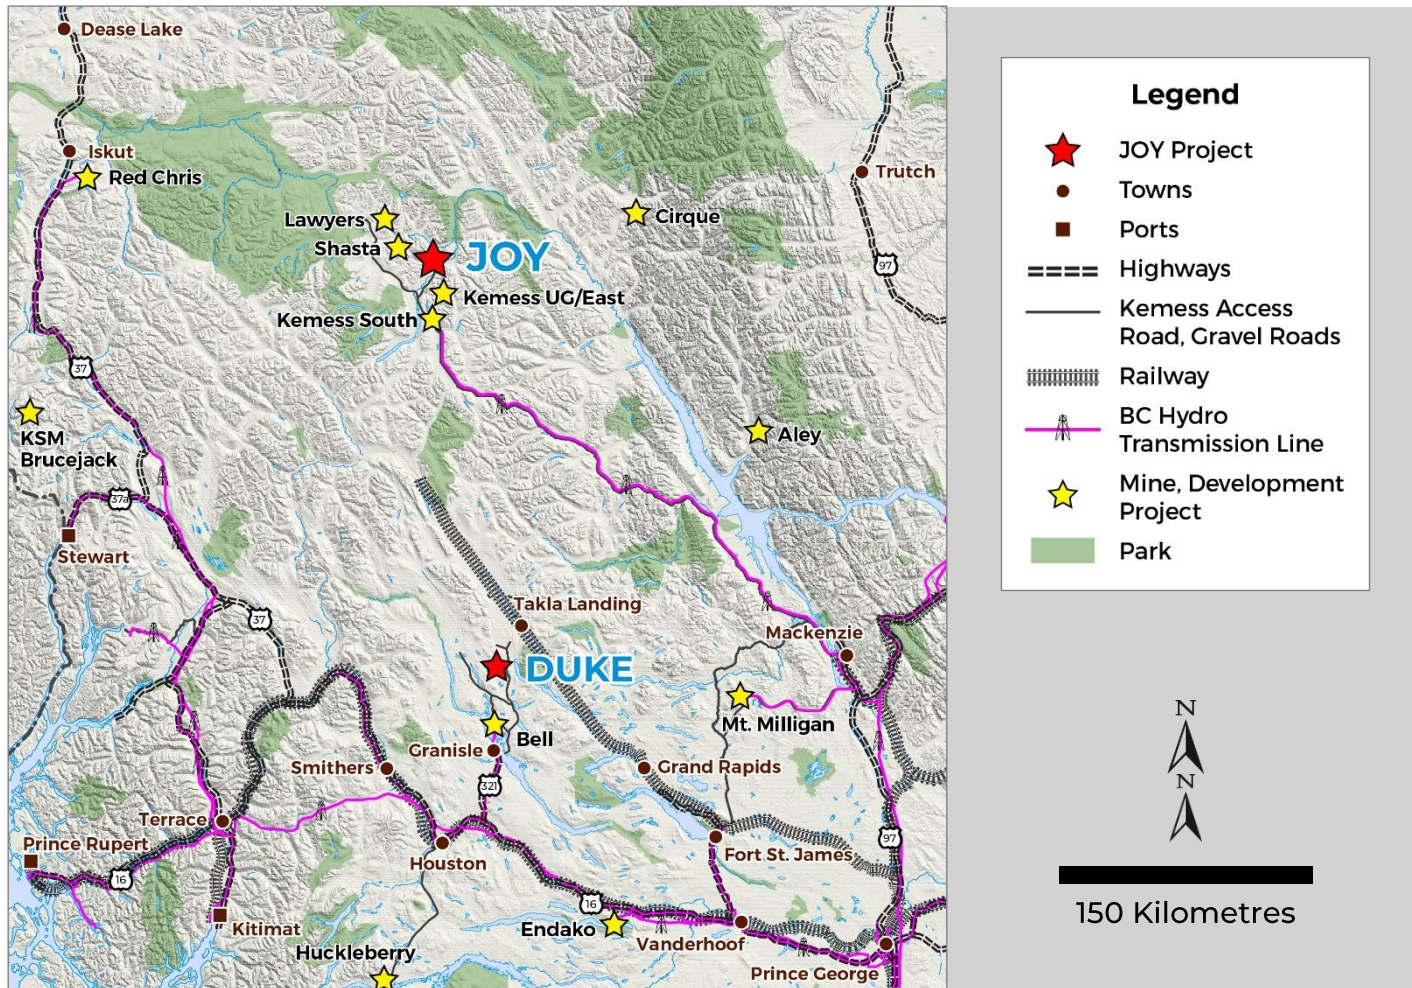 Dease Lake
Iskut
Red Chris
Trutch
Lawyers
Cirque
Shasta
JOY
97
Kemess UG/East
Kemess South
37
KSM
Brucejack
Aley
37a
Stewart
Takla Landing
37
Mackenzie
DUKE
Mt. Milligan
Bell
Granisle
Smithers
Grand Rapids
321
Terrace
97
Prince Rupert
Houston
Fort St. James
16
16
Kitimat
Endako
Vanderhoof
Huckleberry
Prince George
Legend
JOY Project
Towns
Ports
Highways
Kemess Access
Road, Gravel Roads
Railway
BC Hydro
Transmission Line
Mine, Development
Project
Park
N
N
150 Kilometres